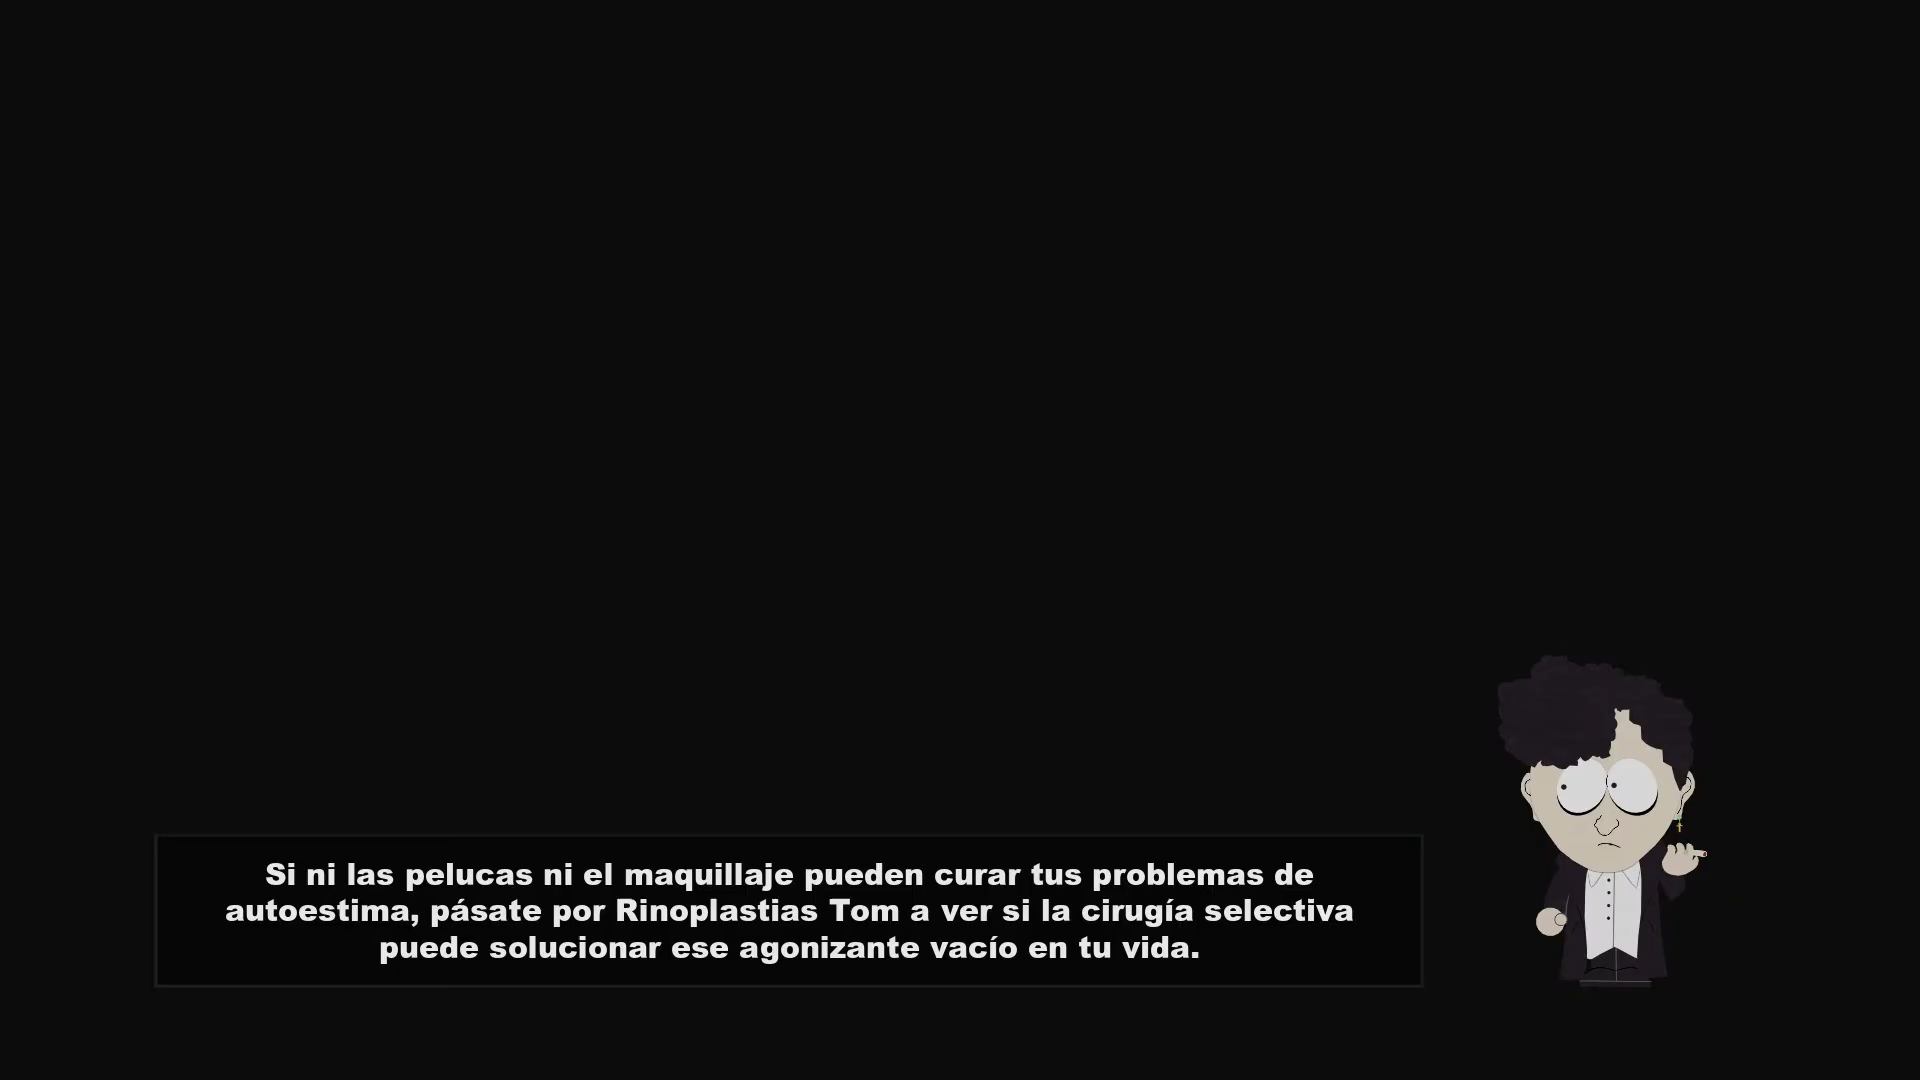 Si ni las pelucas ni el maquillaje pueden curar tus problemas de
autoestima, pásate por Rinoplastias Tom a ver si la cirugía selectiva
puede solucionar ese agonizante vacío en tu vida.